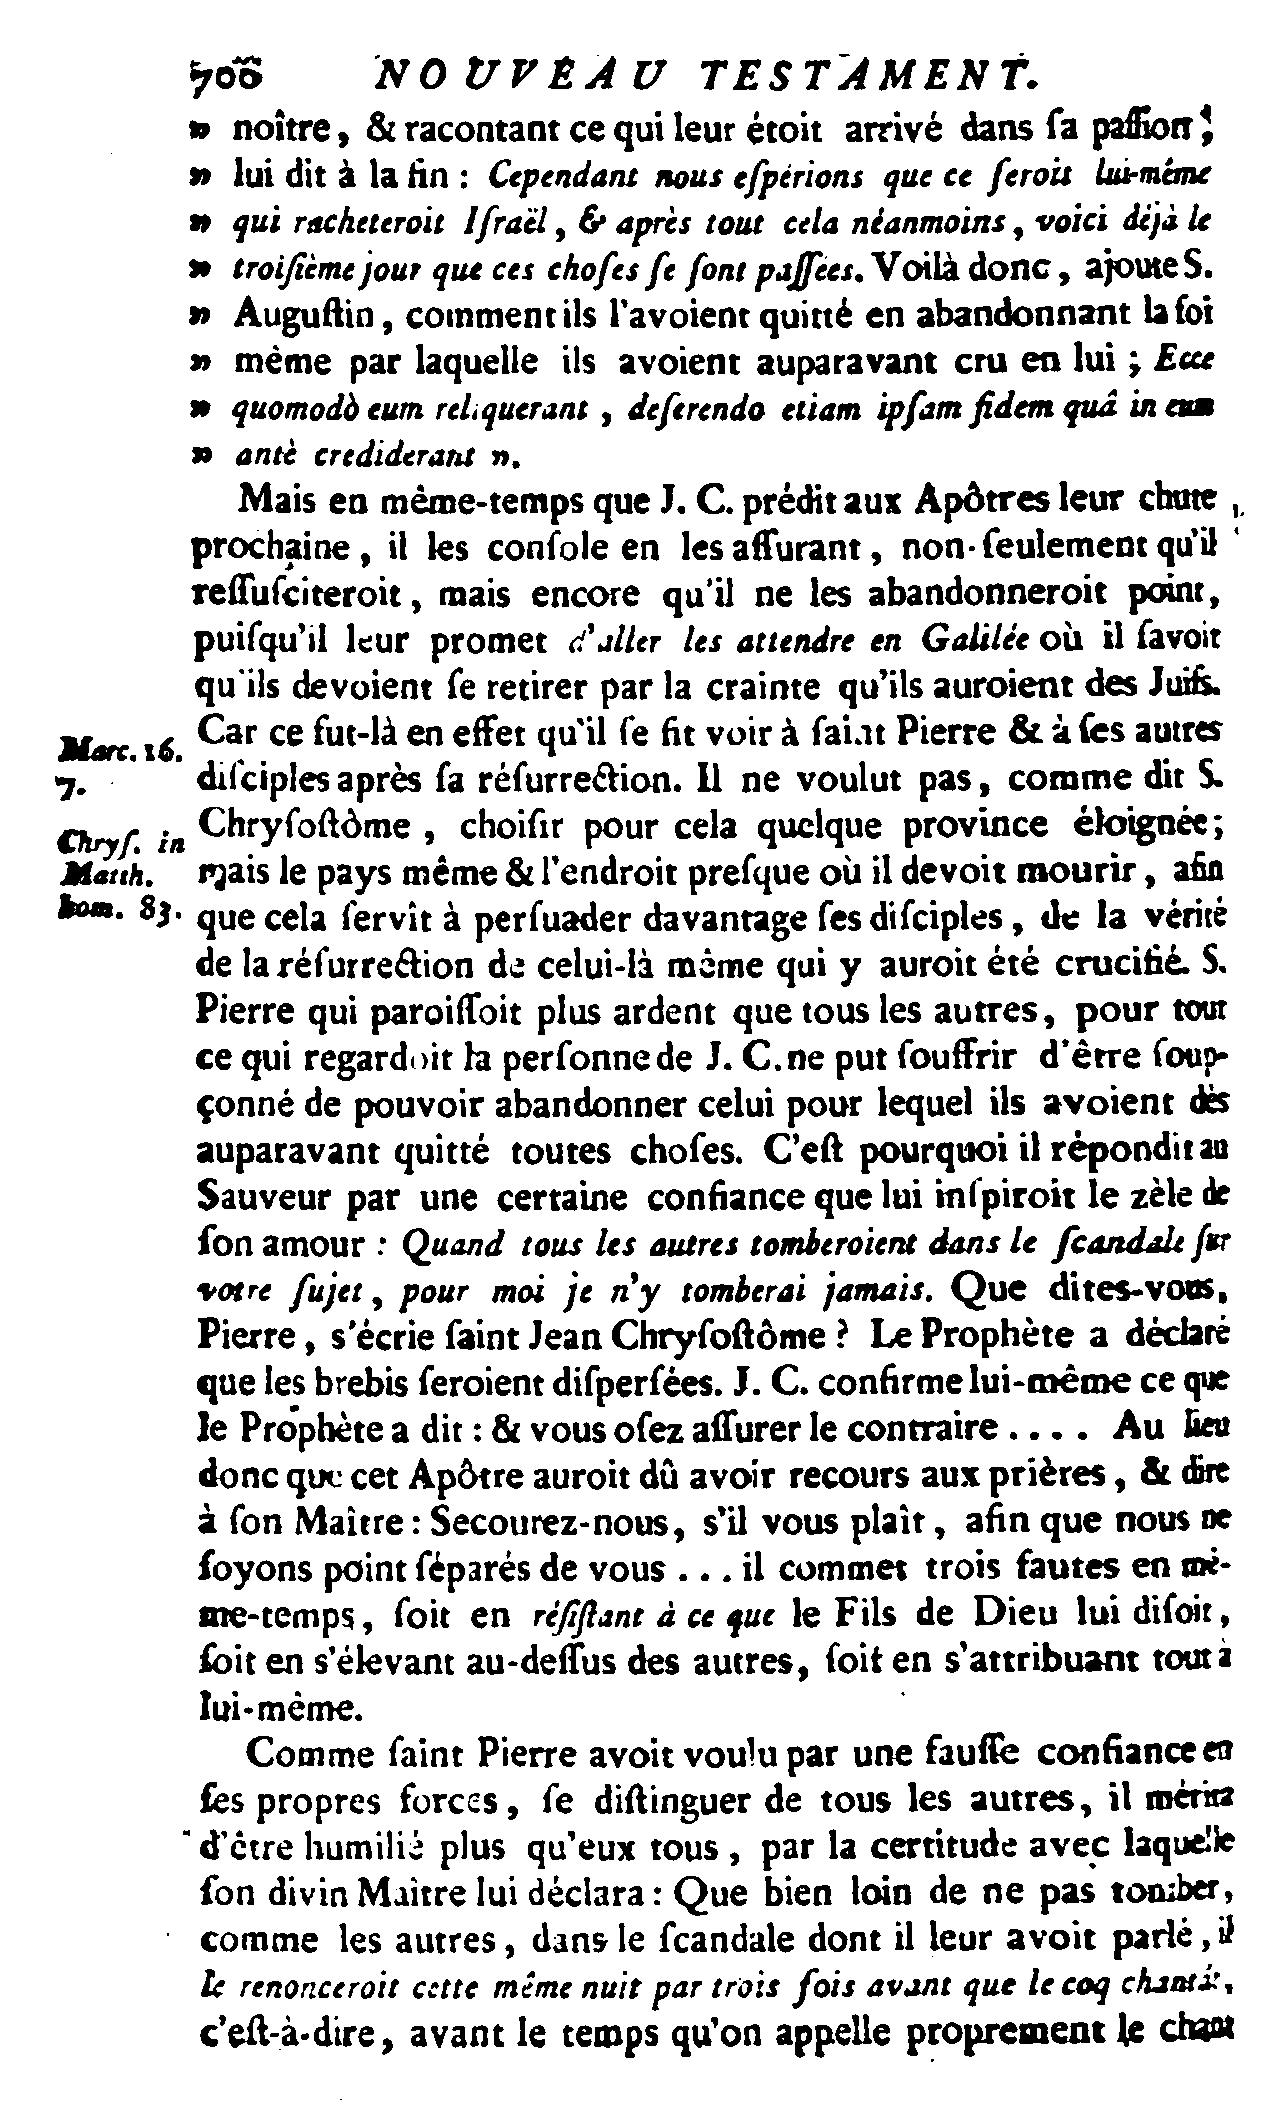 700 NOUVEAU TESTAMENT.
» noître, & racontant ce qui leur étoit arrivé dans ſa paſſion ;
» lui dit à la fin : Cependant nous eſpérions que ce ſeroit lui-même
» qui racheteroit Iſraël, & après tout cela néanmoins, voici déjà le
» troiſième jour que ces choſes ſe ſont paſſées. Voilà donc, ajoute S.
» Auguſtin, comment ils l'avoient quitté en abandonnant la foi
» même par laquelle ils avoient auparavant cru en lui ; Ecce
» quomodò eum reliquerant, deſerendo etiam ipſam fidem quâ in eum
» antè crediderant ».
Mais en même-temps que J. C. prédit aux Apôtres leur chute
prochaine, il les conſole en les aſſurant, non-ſeulement qu'il
reſſuſciteroit, mais encore qu'il ne les abandonneroit point,
puiſqu'il leur promet d'aller les attendre en Galilée où il ſavoit
qu'ils devoient ſe retirer par la crainte qu'ils auroient des Juifs.
Car ce fut-là en effet qu'il ſe fit voir à ſaint Pierre & à ſes autres
diſciples après ſa réſurrection. Il ne voulut pas, comme dit S.
Chryſoſtòme, choiſir pour cela quelque province éloignée;
mais le pays même & l'endroit preſque où il devoit mourir, afin
que cela ſervît à perſuader davantage ſes diſciples, de la vérité
de la réſurrection de celui-là même qui y auroit été crucifié. S.
Pierre qui paroiſſoit plus ardent que tous les autres, pour tout
ce qui regardoit la perſonne de J. C. ne put ſouffrir d'être ſoup-
çonné de pouvoir abandonner celui pour lequel ils avoient dès
auparavant quitté toutes choſes. C'eſt pourquoi il répondit au
Sauveur par une certaine confiance que lui inſpiroit le zèle de
ſon amour : Quand tous les autres tomberoient dans le ſcandale ſur
votre ſujet, pour moi je n'y tomberai jamais. Que dites-vous,
Pierre, s'écrie ſaint Jean Chryſoſtôme ? Le Prophète a déclaré
que les brebis ſeroient diſperſées. J. C. confirme lui-même ce que
le Prophète a dit : & vous oſez aſſurer le contraire . . . . Au lieu
donc que cet Apôtre auroit dû avoir recours aux prières, & dire
à ſon Maître : Secourez-nous, s'il vous plaît, afin que nous ne
ſoyons point ſéparés de vous . . . il commet trois fautes en mê-
me-temps, ſoit en réſiſtant à ce que le Fils de Dieu lui diſoit,
ſoit en s'élevant au-deſſus des autres, ſoit en s'attribuant tout à
lui-même.
Comme ſaint Pierre avoit voulu par une fauſſe confiance en
ſes propres forces, ſe diſtinguer de tous les autres, il mérita
d'être humilié plus qu'eux tous, par la certitude avec laquelle
ſon divin Maître lui déclara : Que bien loin de ne pas tomber,
comme les autres, dans le ſcandale dont il leur avoit parlé, il
le renonceroit cette même nuit par trois fois avant que le coq chantât,
c'eſt-à-dire, avant le temps qu'on appelle proprement le chant
Marc. 16.
7.
Chryſ. in
Matth.
hom. 83.